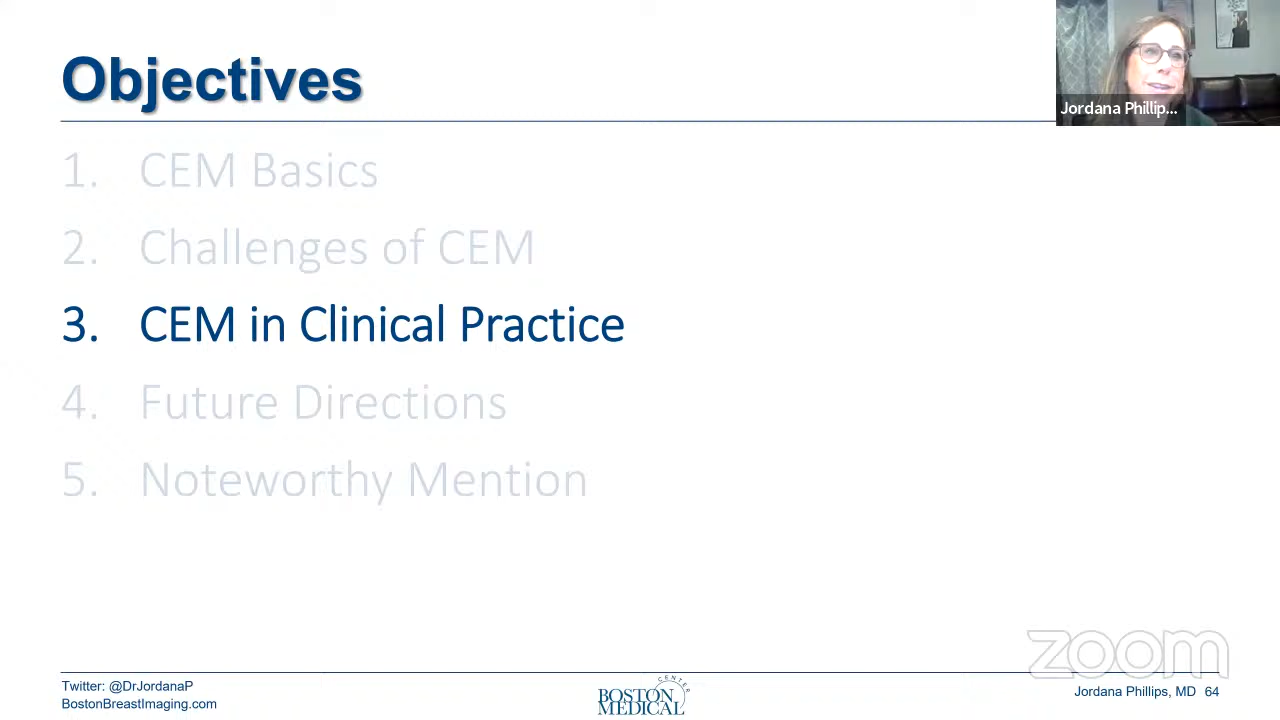 Objectives
Jordana Phillip...
1. CEM Basics
2. Challenges of CEM
3. CEM in Clinical Practice
4. Future Directions
5. Noteworthy Mention
zoom
Twitter: @DrJordanaP
BostonBreastImaging.com
BOSTON
MEDICAL
CENTER
Jordana Phillips, MD 64